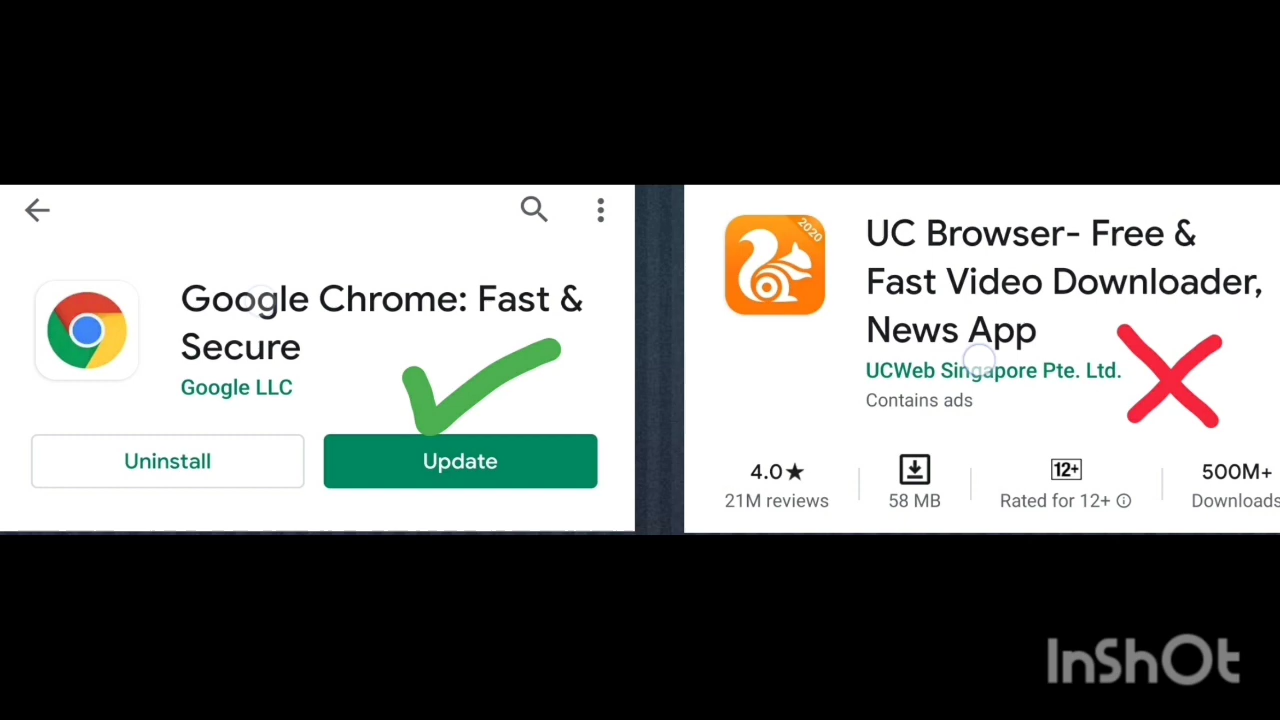 Google Chrome: Fast &
Secure
Google LLC
Uninstall
Update
2020
UC Browser- Free &
Fast Video Downloader,
News App
UCWeb Singapore Pte. Ltd.
Contains ads
4.0★
21M reviews
58 MB
12+
Rated for 12+
500M+
Downloads
InShOt